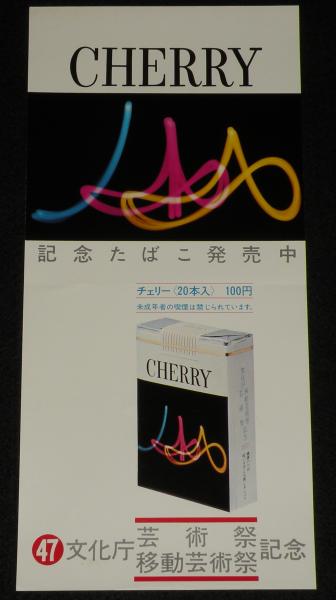 CHERRY
記念たばこ発売中
チェリー〈20本入〉 100円
未成年者の喫煙は禁じられています。
CHERRY
47 文化庁 芸術祭 移動芸術祭 記念